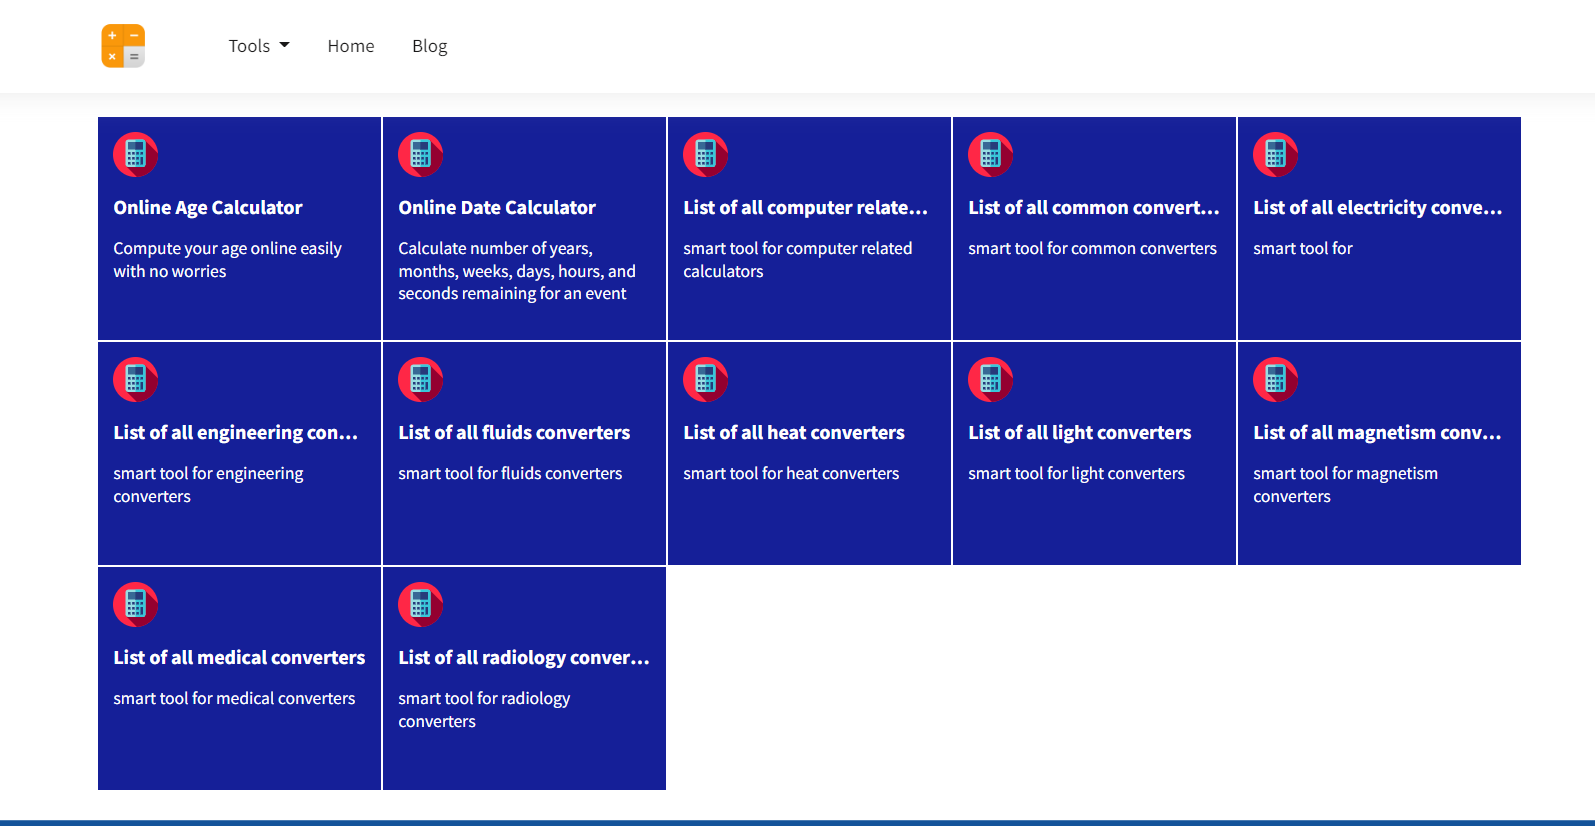 Tools Home Blog
Online Age Calculator
Compute your age online easily
with no worries
Online Date Calculator
Calculate number of years,
months, weeks, days, hours, and
seconds remaining for an event
List of all computer relate...
smart tool for computer related
calculators
List of all common convert...
smart tool for common converters
List of all electricity conve...
smart tool for
List of all engineering con...
smart tool for engineering
converters
List of all fluids converters
smart tool for fluids converters
List of all heat converters
smart tool for heat converters
List of all light converters
smart tool for light converters
List of all magnetism conv...
smart tool for magnetism
converters
List of all medical converters
smart tool for medical converters
List of all radiology conver...
smart tool for radiology
converters